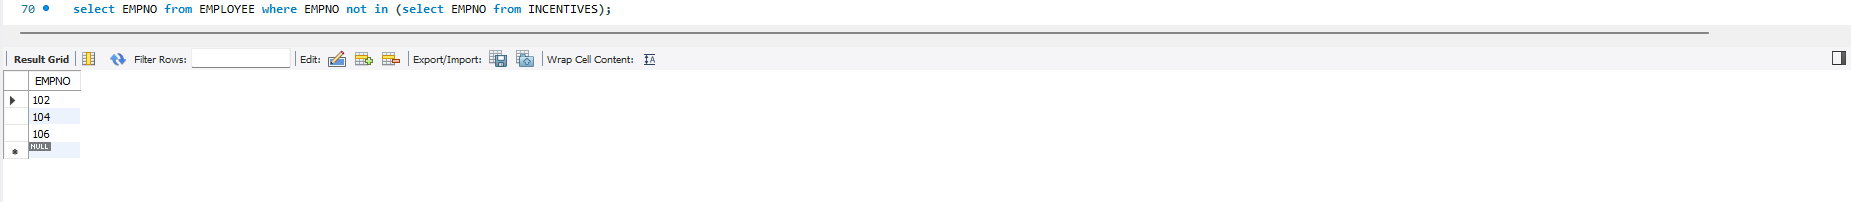 70 select EMPNO from EMPLOYEE where EMPNO not in (select EMPNO from INCENTIVES);
Result Grid Filter Rows: Edit: Export/Import: Wrap Cell Content: IA
EMPNO
102
104
106
NULL